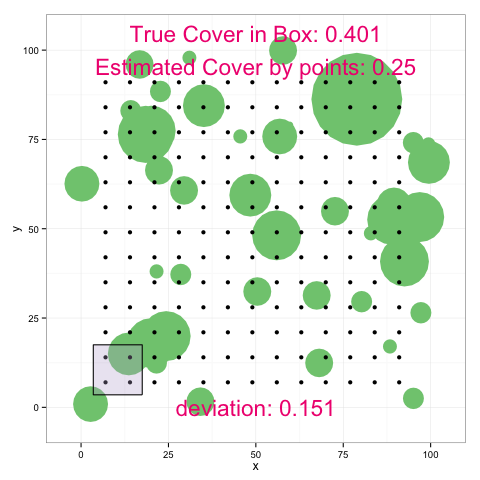 True Cover in Box: 0.401
Estimated Cover by points: 0.25
100
75
50
25
0
y
deviation: 0.151
0 25 50 75 100
x